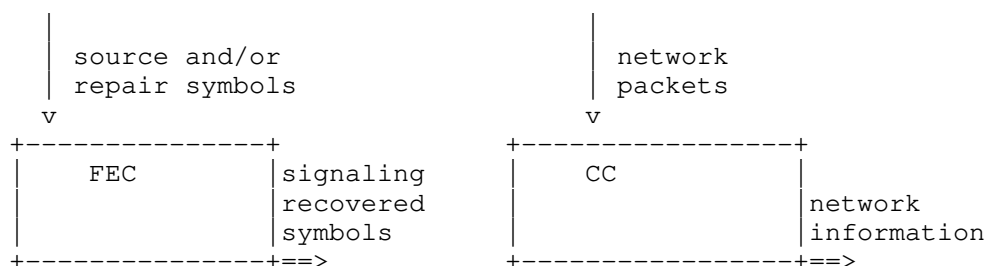 source and/or
repair symbols
network
packets
v
v
FEC
signaling
recovered
symbols
CC
network
information